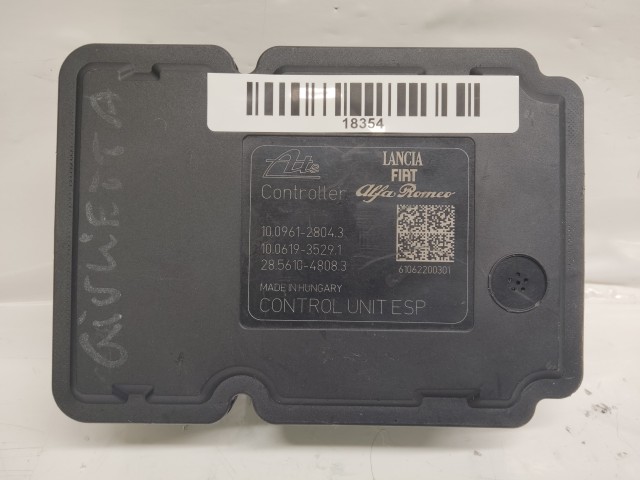 18354
Ate
LANCIA
FIAT
Alfa Romeo
Controller
10.0961-2804.3
10.0619-3529.1
28.5610-4808.3
61062200301
MADE IN HUNGARY
CONTROL UNIT ESP
GIULIETTA